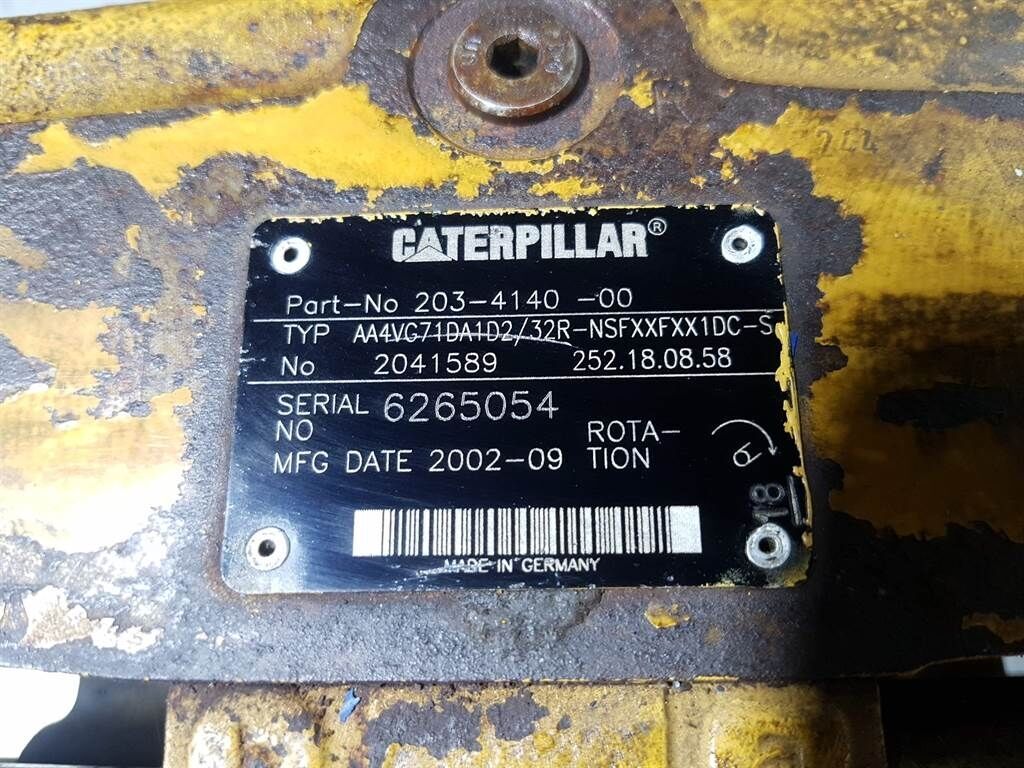 CATERPILLAR®
Part-No 203-4140 -00
TYP AA4VG71DA1D2/32R-NSFXXFXX1DC-S
No 2041589 252.18.08.58
SERIAL NO 6265054
MFG DATE 2002-09 ROTA-TION
18
MADE IN GERMANY